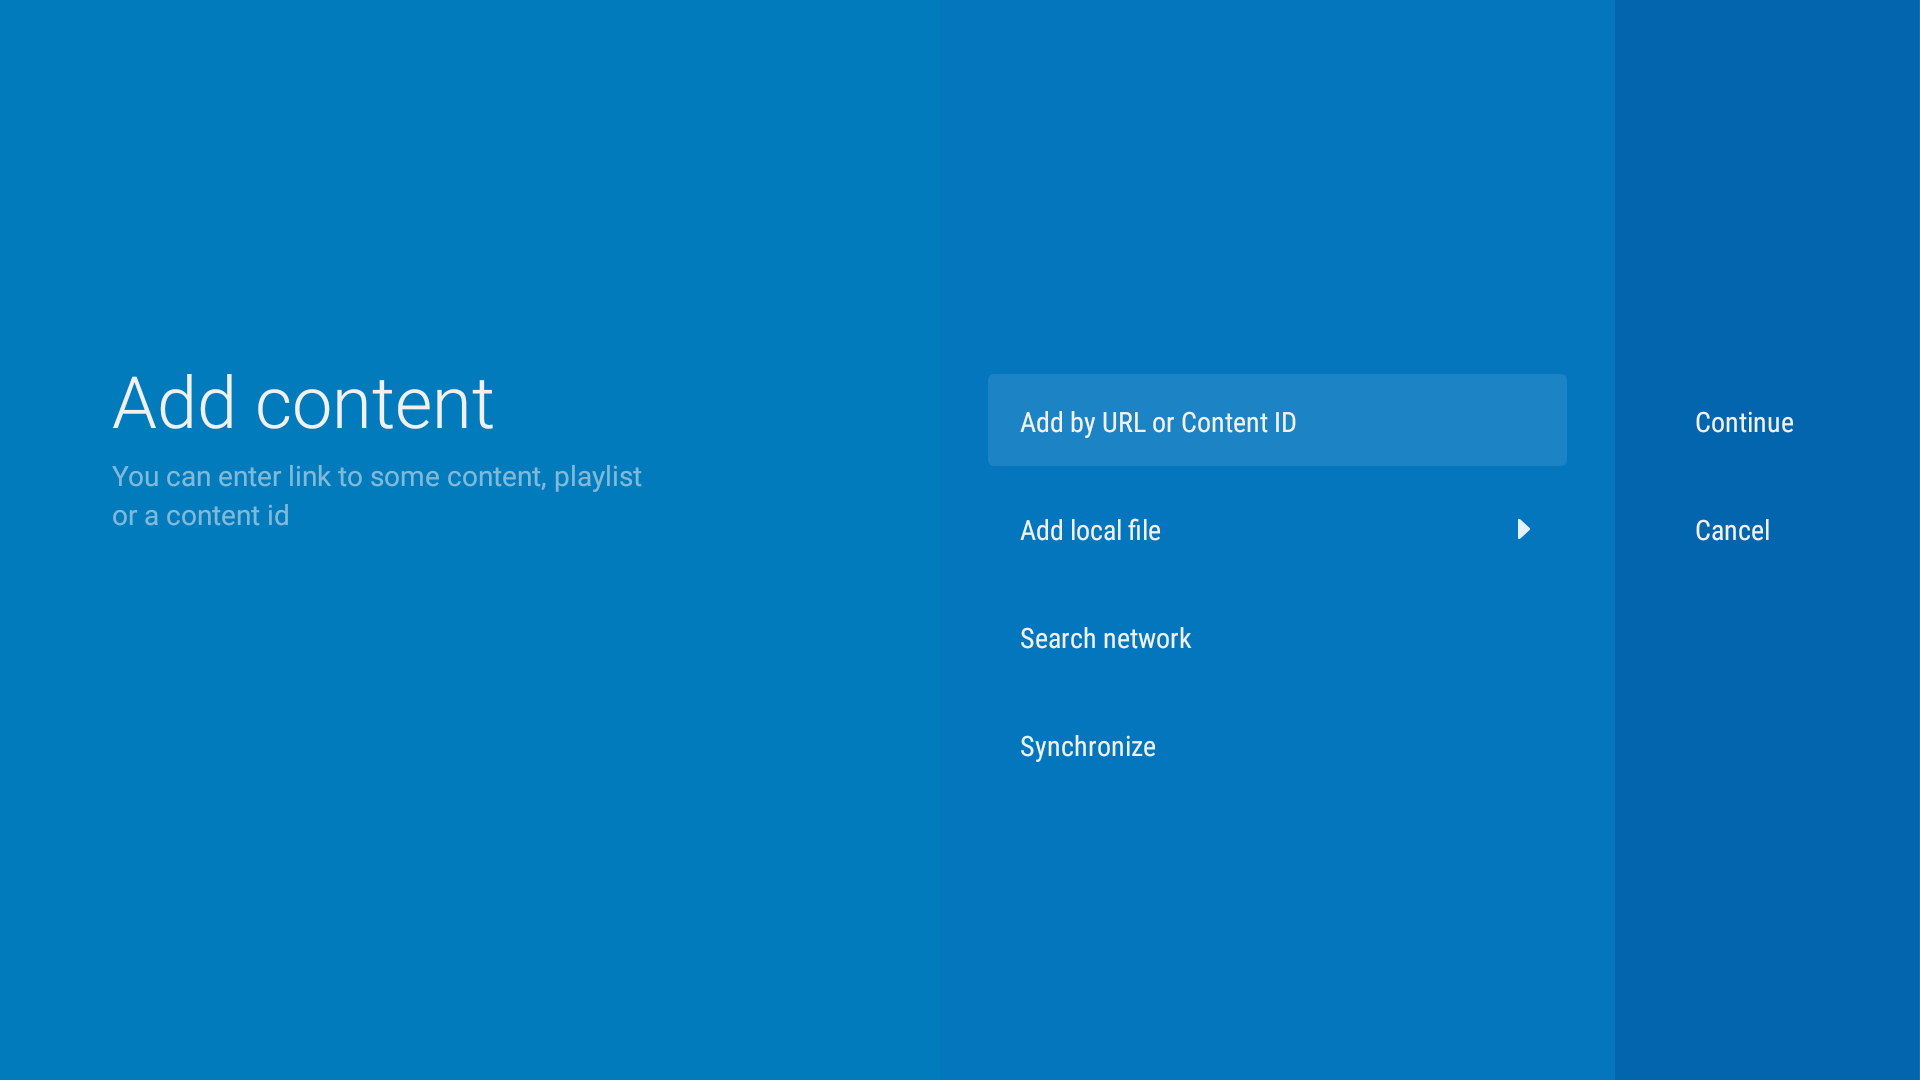 Add content
You can enter link to some content, playlist
or a content id
Add by URL or Content ID
Add local file
Search network
Synchronize
Continue
Cancel